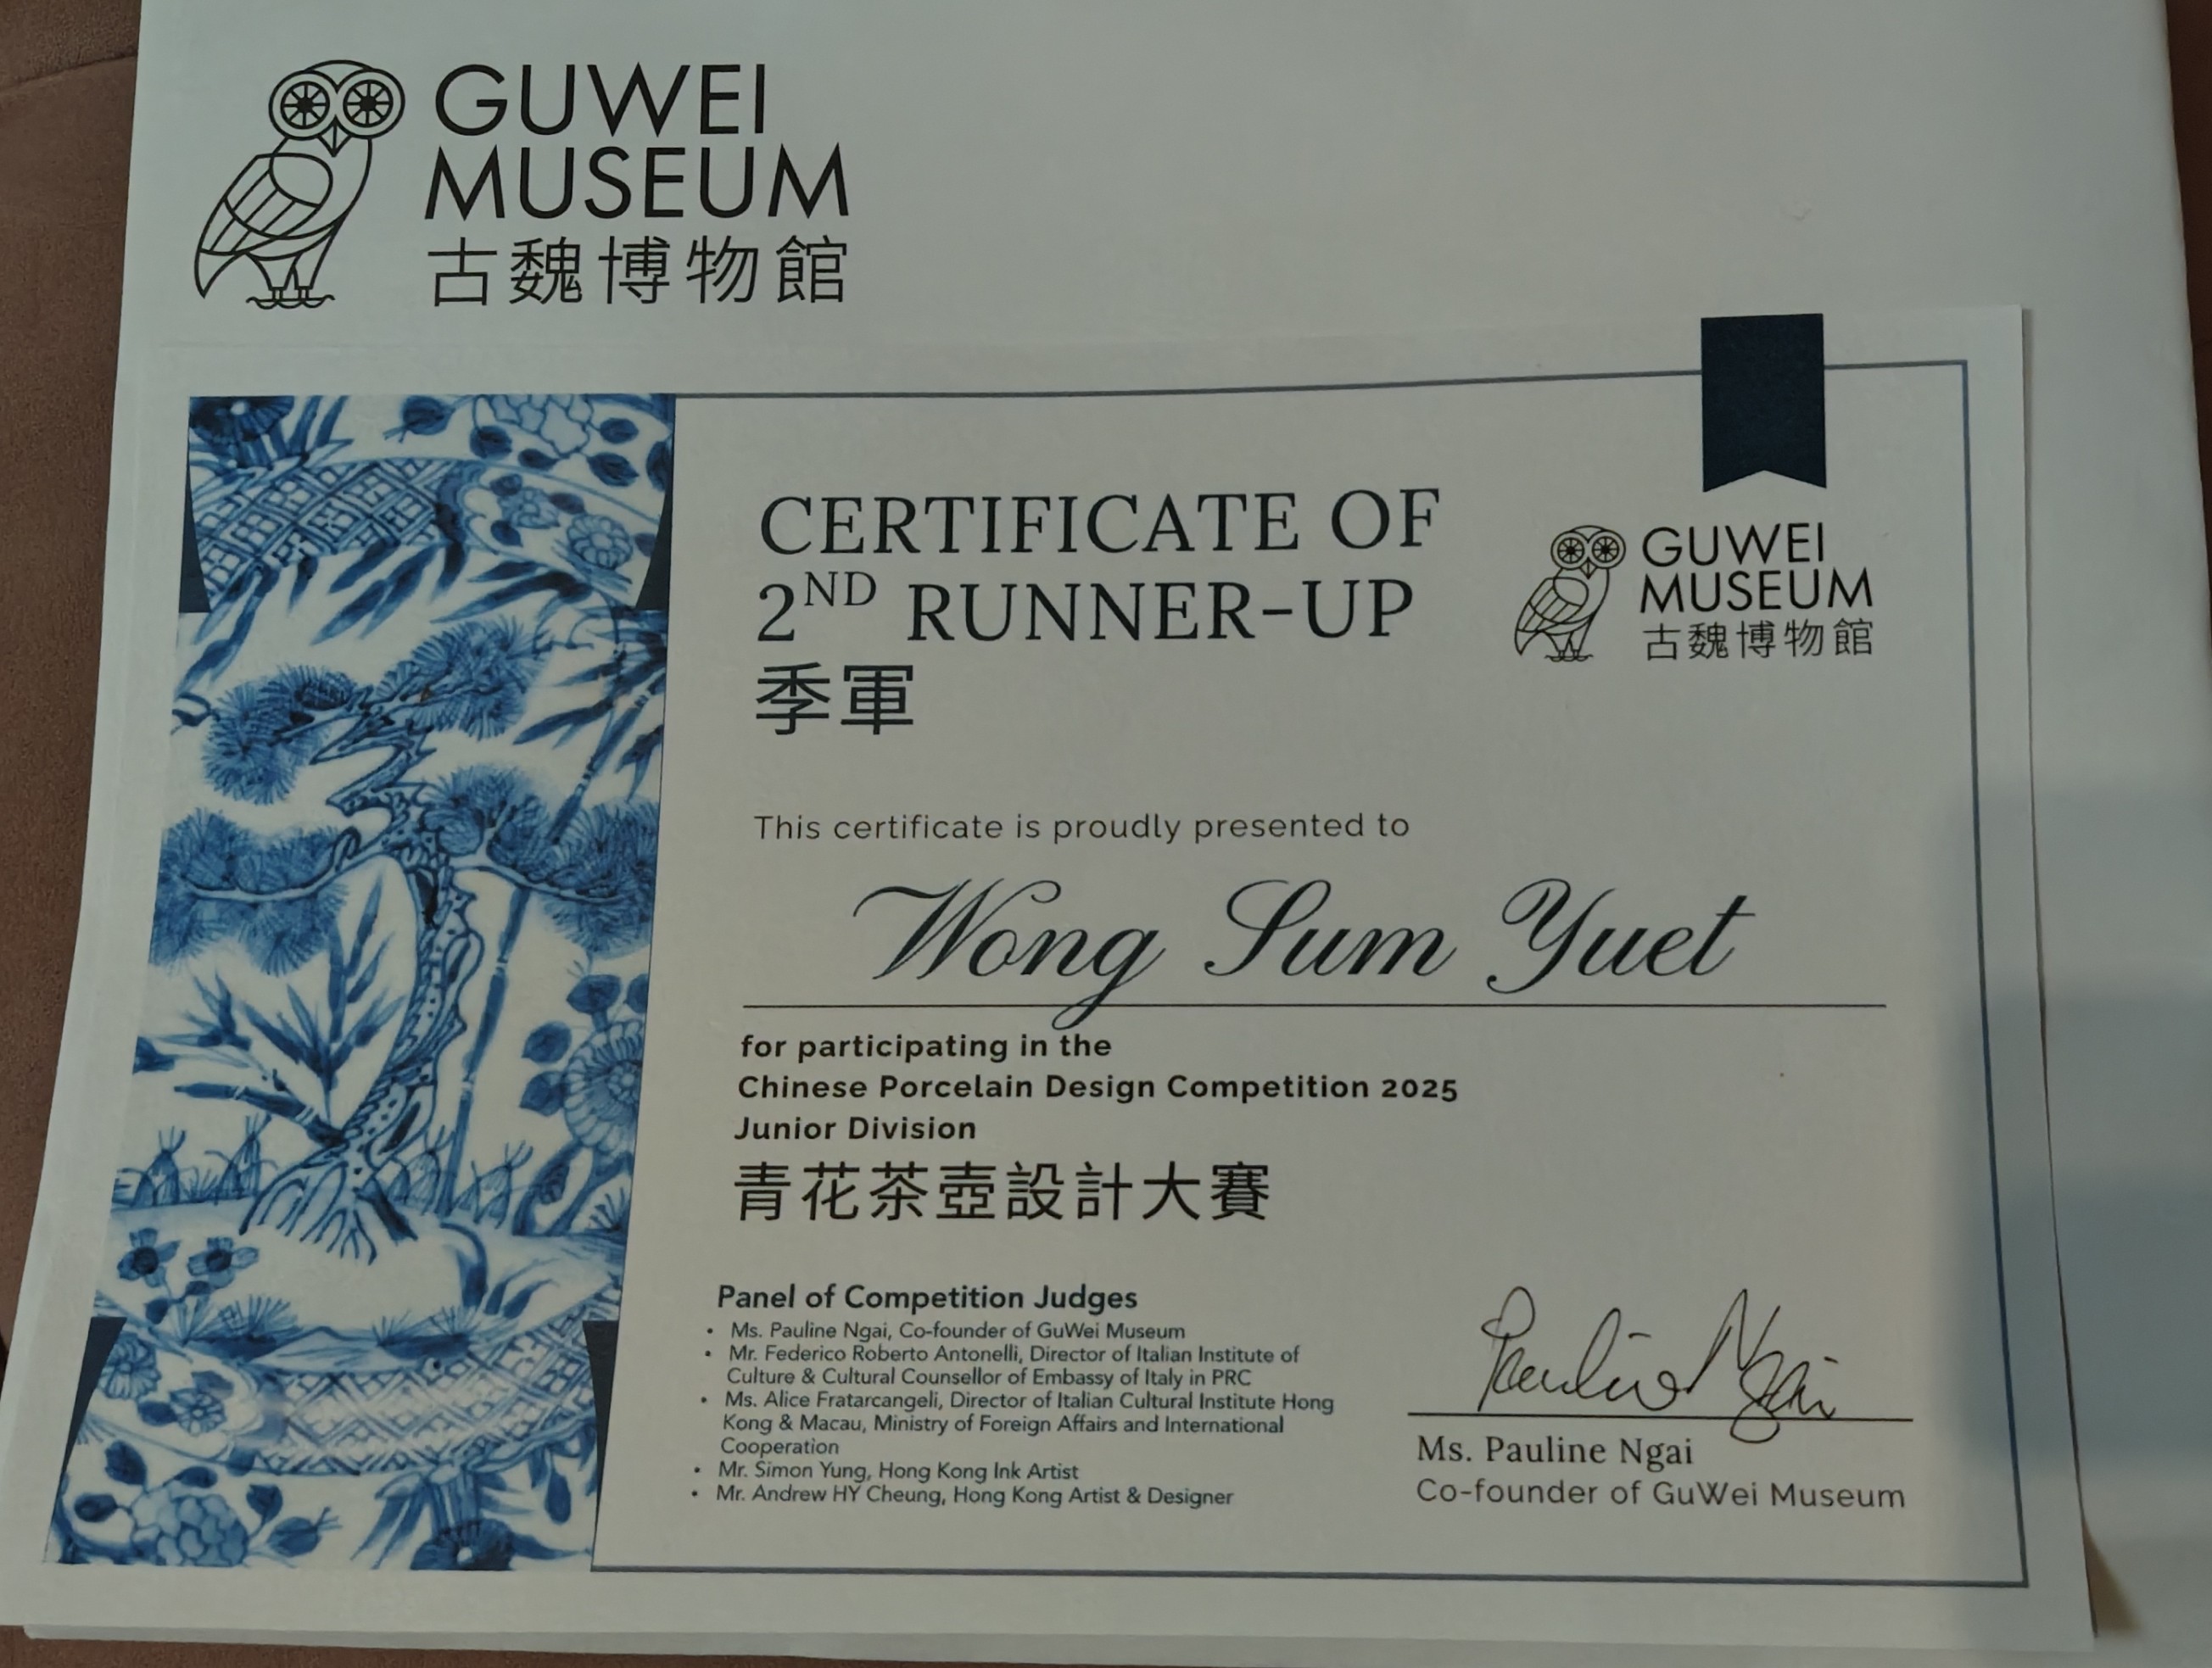 GUWEI
MUSEUM
古魏博物館
CERTIFICATE OF
2ND RUNNER-UP
季軍
GUWEI
MUSEUM
古魏博物館
This certificate is proudly presented to
Wong Sum Yuet
for participating in the
Chinese Porcelain Design Competition 2025
Junior Division
青花茶壺設計大賽
Panel of Competition Judges
• Ms. Pauline Ngai, Co-founder of GuWei Museum
• Mr. Federico Roberto Antonelli, Director of Italian Institute of
Culture & Cultural Counsellor of Embassy of Italy in PRC
• Ms. Alice Fratarcangeli, Director of Italian Cultural Institute Hong
Kong & Macau, Ministry of Foreign Affairs and International
Cooperation
• Mr. Simon Yung, Hong Kong Ink Artist
• Mr. Andrew HY Cheung, Hong Kong Artist & Designer
Pauline Ngai
Ms. Pauline Ngai
Co-founder of GuWei Museum